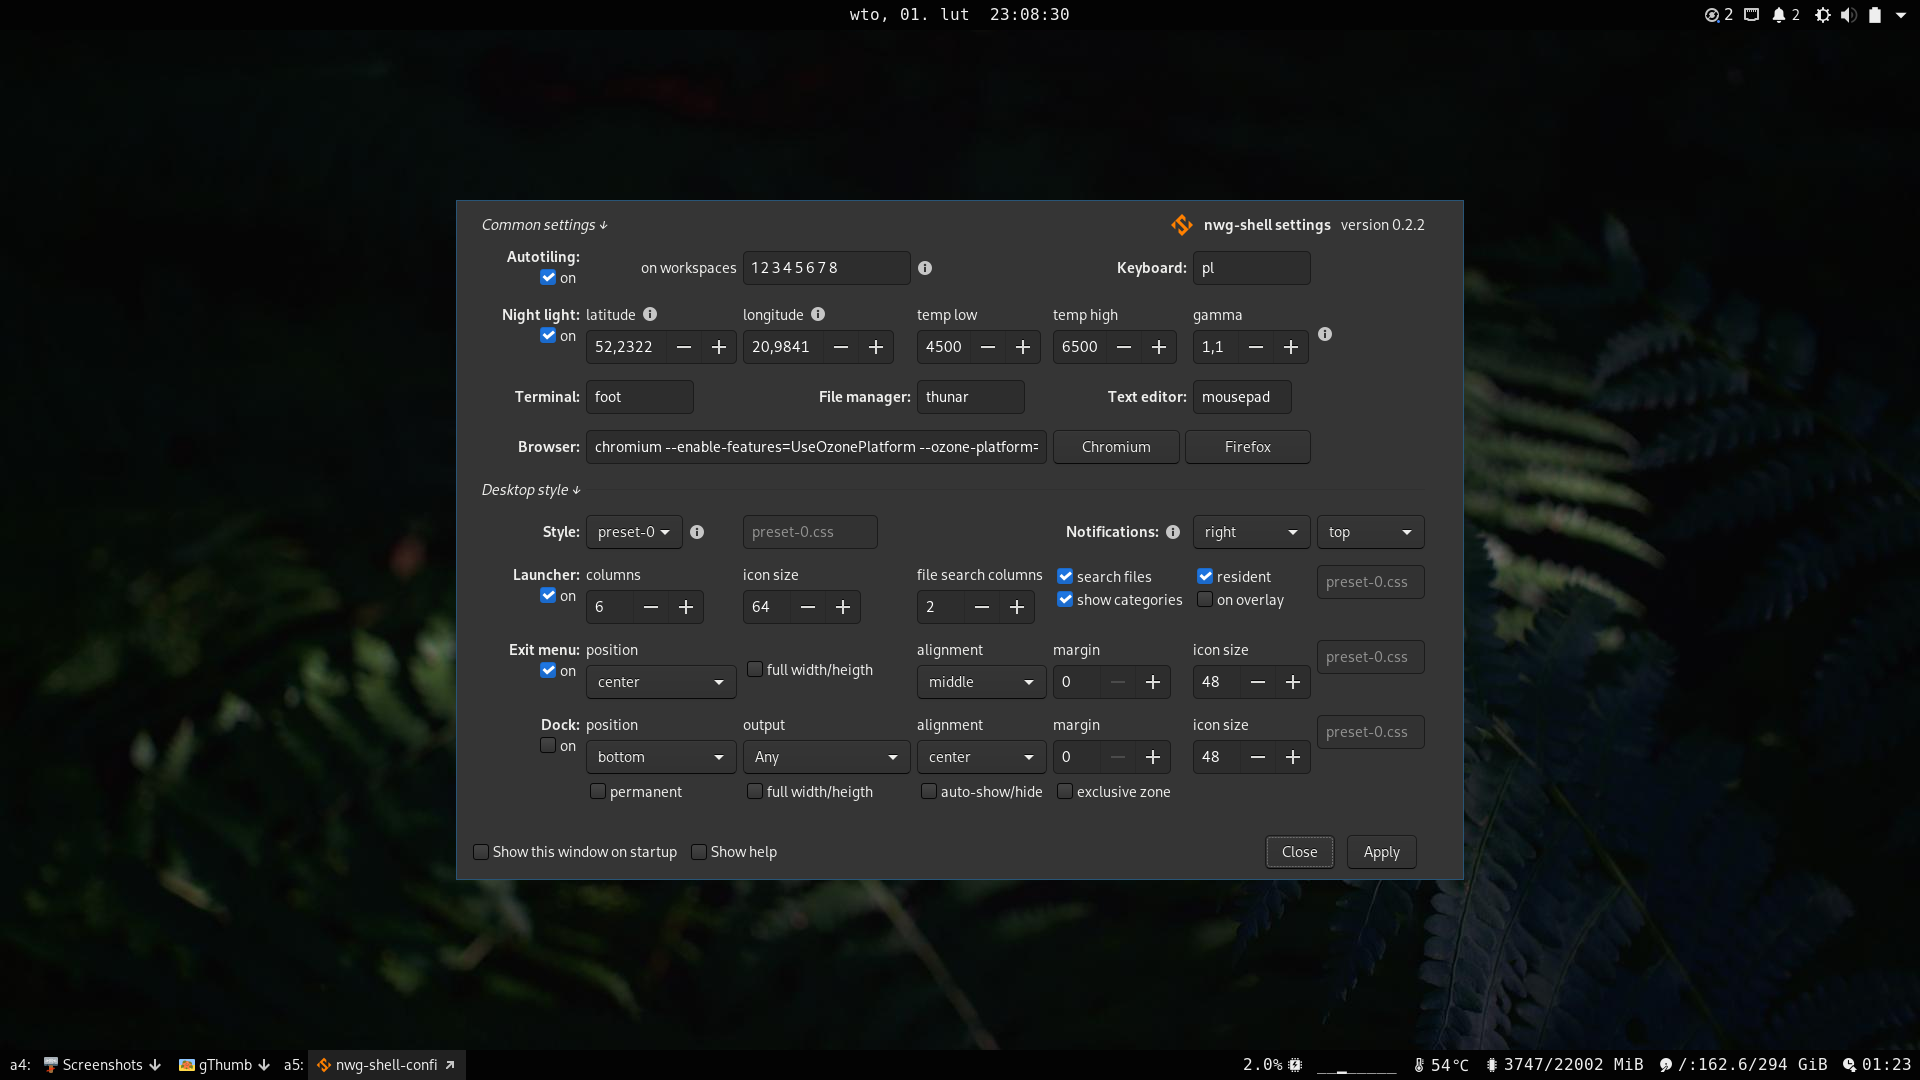 wto, 01. lut  23:08:30
2
2
Common settings ↓
nwg-shell settings version 0.2.2
Autotiling:
on
on workspaces 1 2 3 4 5 6 7 8
Keyboard: pl
Night light:
on
latitude longitude temp low temp high gamma
52,2322 − + 20,9841 − + 4500 − + 6500 − + 1,1 − +
Terminal: foot File manager: thunar Text editor: mousepad
Browser: chromium --enable-features=UseOzonePlatform --ozone-platform= Chromium Firefox
Desktop style ↓
Style: preset-0 preset-0.css Notifications: right top
Launcher: columns icon size file search columns search files resident preset-0.css
on 6 − + 64 − + 2 − + show categories on overlay
Exit menu: position full width/heigth alignment margin icon size preset-0.css
on center middle 0 − + 48 − +
Dock: position output alignment margin icon size preset-0.css
on bottom Any center 0 − + 48 − +
permanent full width/heigth auto-show/hide exclusive zone
Show this window on startup Show help Close Apply
a4: Screenshots ↓ gThumb ↓ a5: nwg-shell-confi ↗
2.0% 54℃ 3747/22002 MiB /:162.6/294 GiB 01:23